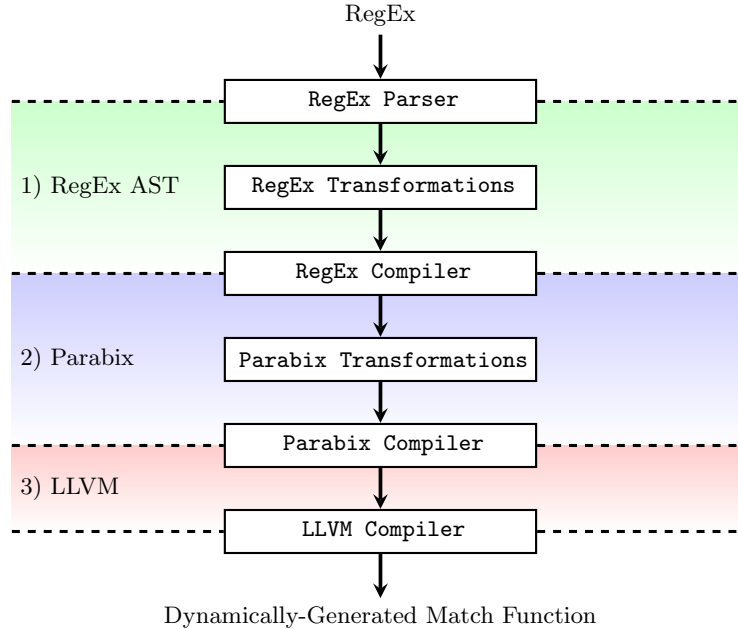 RegEx
RegEx Parser
1) RegEx AST
RegEx Transformations
RegEx Compiler
2) Parabix
Parabix Transformations
Parabix Compiler
3) LLVM
LLVM Compiler
Dynamically-Generated Match Function